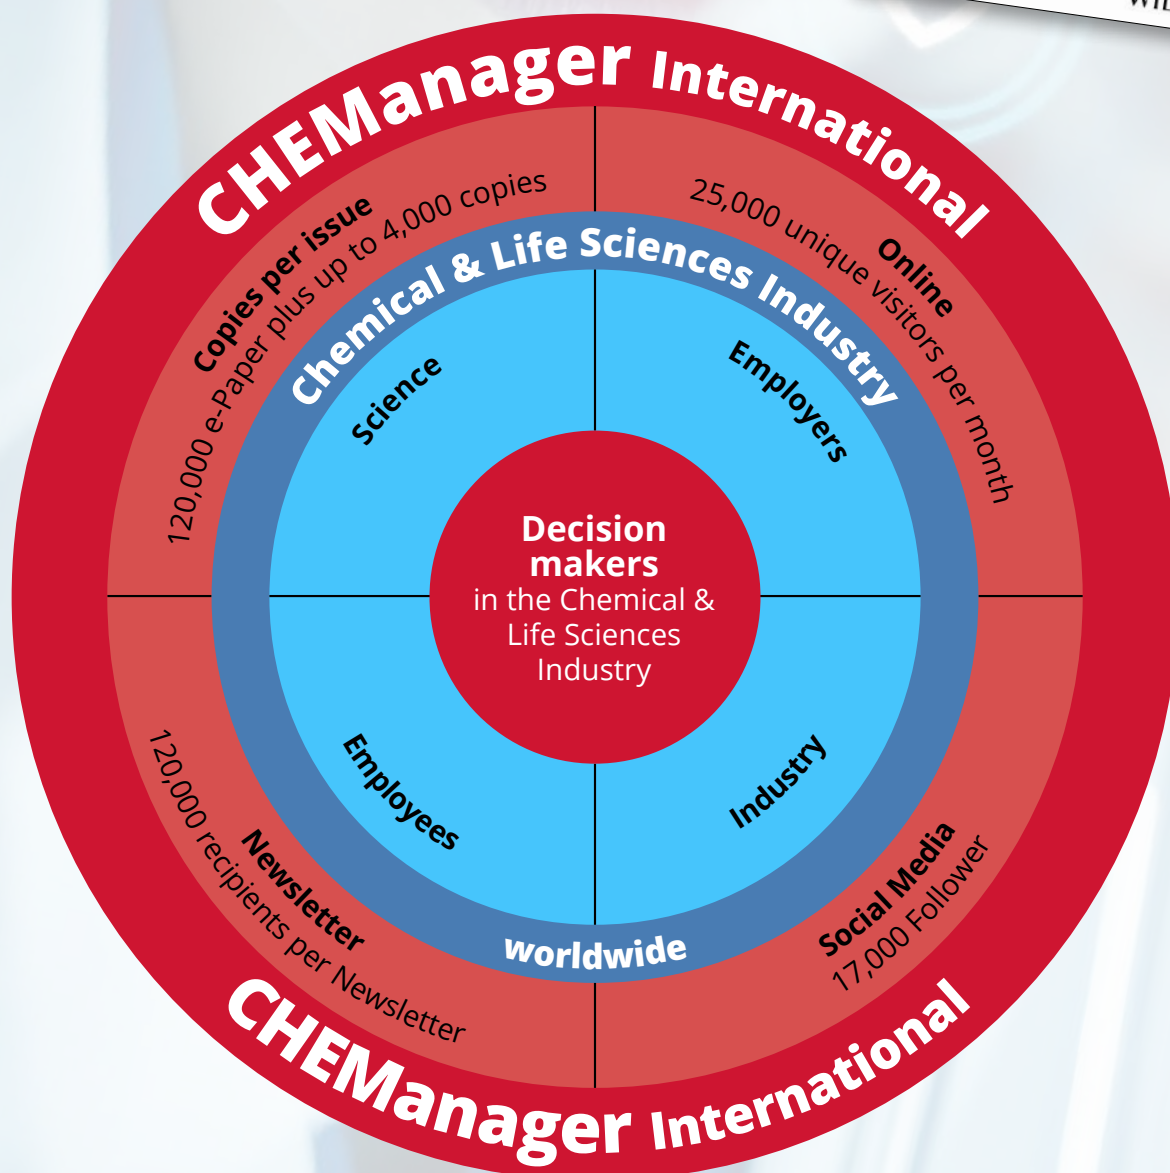 CHEManager International
Copies per issue
120,000 e-Paper plus up to 4,000 copies
Online
25,000 unique visitors per month
Chemical & Life Sciences Industry
Science
Employers
Decision
makers
in the Chemical &
Life Sciences
Industry
Employees
Industry
worldwide
Newsletter
120,000 recipients per Newsletter
Social Media
17,000 Follower
CHEManager International